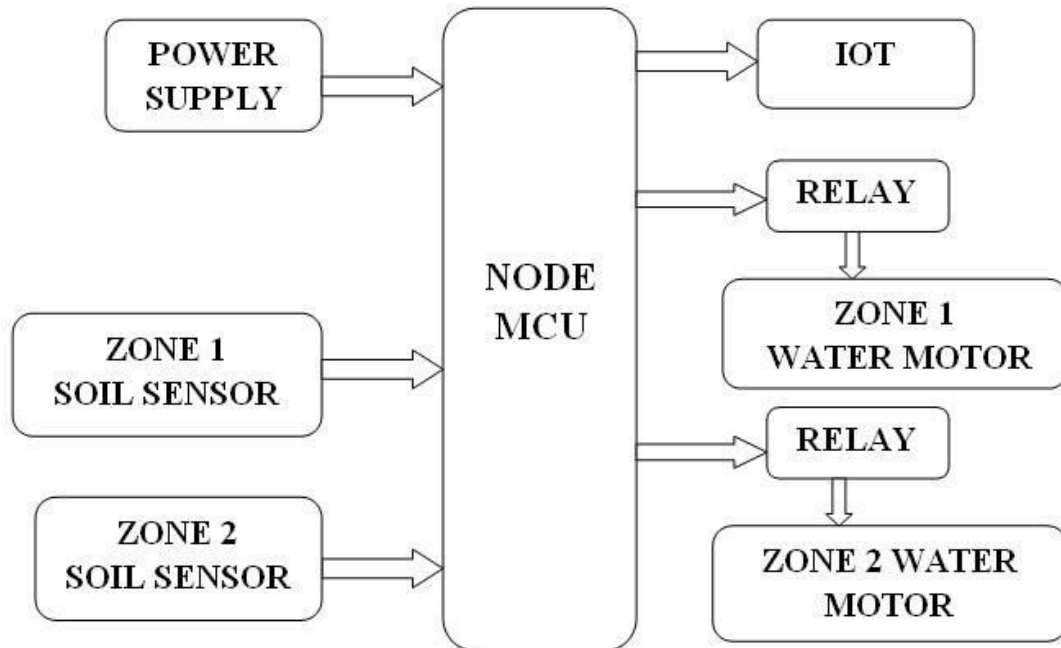 POWER
SUPPLY
ZONE 1
SOIL SENSOR
ZONE 2
SOIL SENSOR
NODE
MCU
IOT
RELAY
ZONE 1
WATER MOTOR
RELAY
ZONE 2 WATER
MOTOR